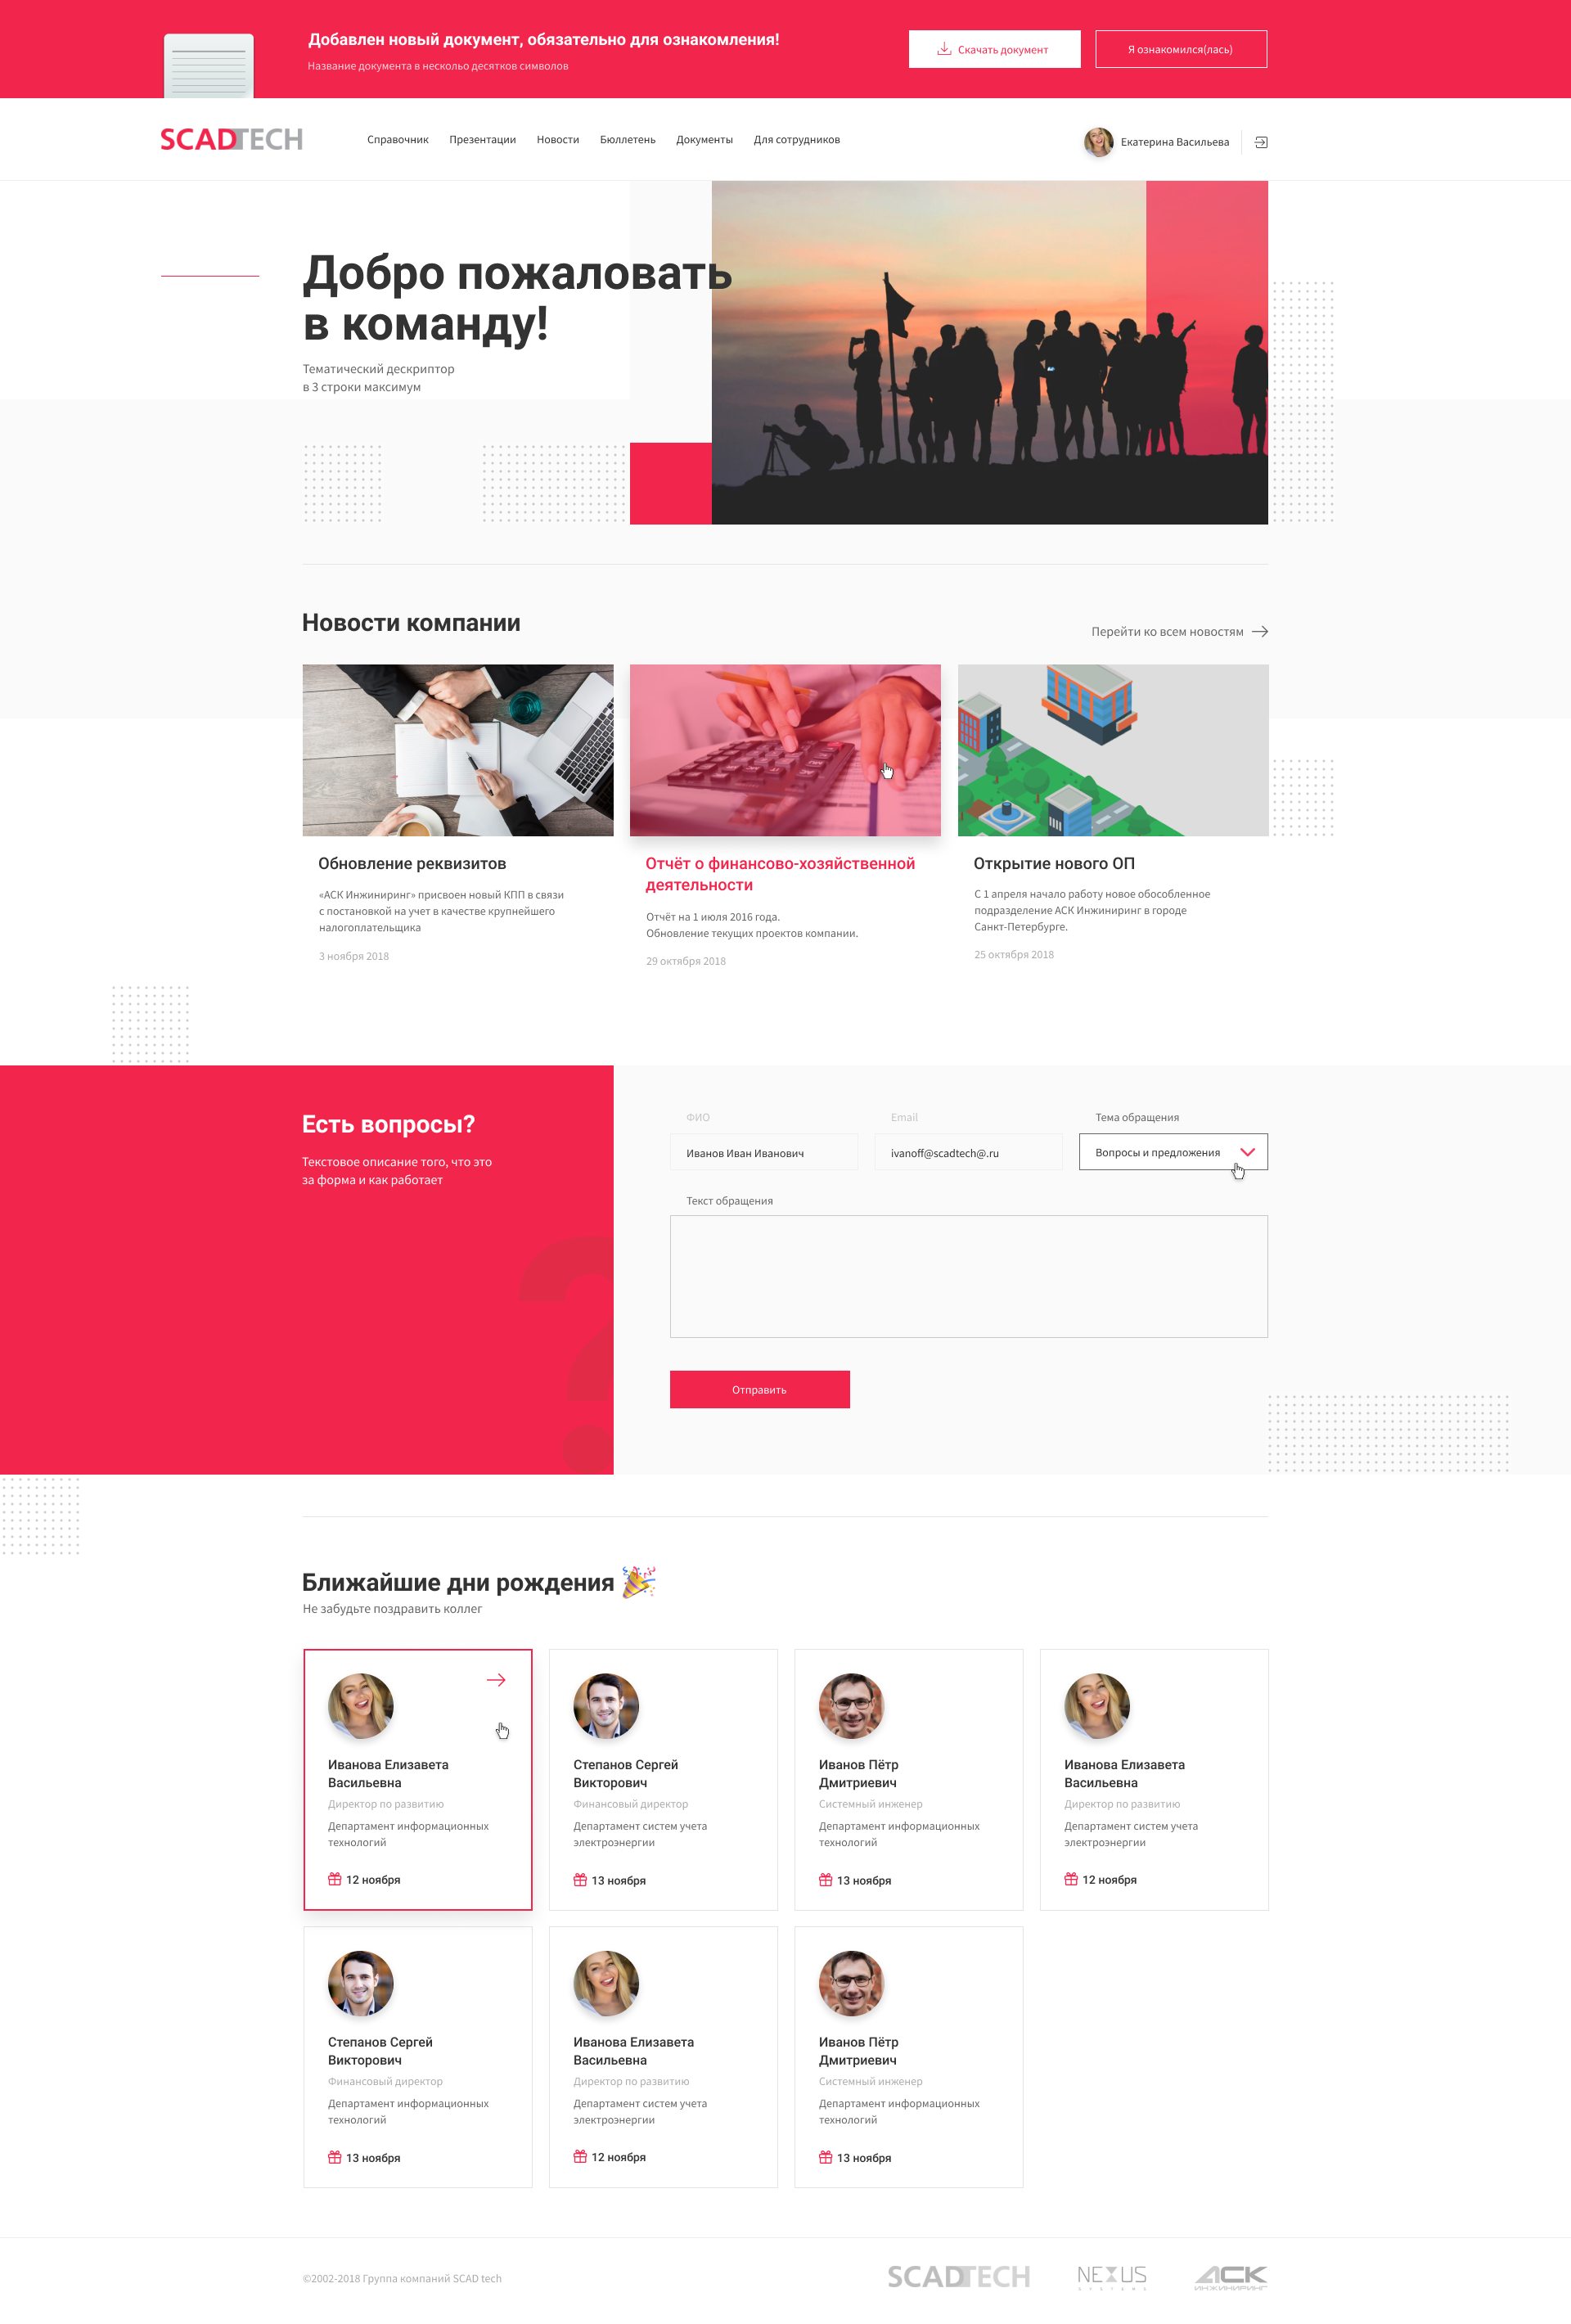 Добавлен новый документ, обязательно для ознакомления!
Название документа в нескольо десятков символов
Скачать документ
Я ознакомился(лась)
SCADTECH
Справочник Презентации Новости Бюллетень Документы Для сотрудников
Екатерина Васильева
Добро пожаловать
в команду!
Тематический дескриптор
в 3 строки максимум
Новости компании
Перейти ко всем новостям
Обновление реквизитов
«АСК Инжиниринг» присвоен новый КПП в связи
с постановкой на учет в качестве крупнейшего
налогоплательщика
3 ноября 2018
Отчёт о финансово-хозяйственной
деятельности
Отчёт на 1 июля 2016 года.
Обновление текущих проектов компании.
29 октября 2018
Открытие нового ОП
С 1 апреля начало работу новое обособленное
подразделение АСК Инжиниринг в городе
Санкт-Петербурге.
25 октября 2018
Есть вопросы?
Текстовое описание того, что это
за форма и как работает
?
ФИО
Иванов Иван Иванович
Email
ivanoff@scadtech@.ru
Тема обращения
Вопросы и предложения
Текст обращения
Отправить
Ближайшие дни рождения
Не забудьте поздравить коллег
Иванова Елизавета
Васильевна
Директор по развитию
Департамент информационных
технологий
12 ноября
Степанов Сергей
Викторович
Финансовый директор
Департамент систем учета
электроэнергии
13 ноября
Иванов Пётр
Дмитриевич
Системный инженер
Департамент информационных
технологий
13 ноября
Иванова Елизавета
Васильевна
Директор по развитию
Департамент систем учета
электроэнергии
12 ноября
Степанов Сергей
Викторович
Финансовый директор
Департамент информационных
технологий
13 ноября
Иванова Елизавета
Васильевна
Директор по развитию
Департамент систем учета
электроэнергии
12 ноября
Иванов Пётр
Дмитриевич
Системный инженер
Департамент информационных
технологий
13 ноября
©2002-2018 Группа компаний SCAD tech
SCADTECH
NEXUS
SYSTEMS
АСК
ИНЖИНИРИНГ